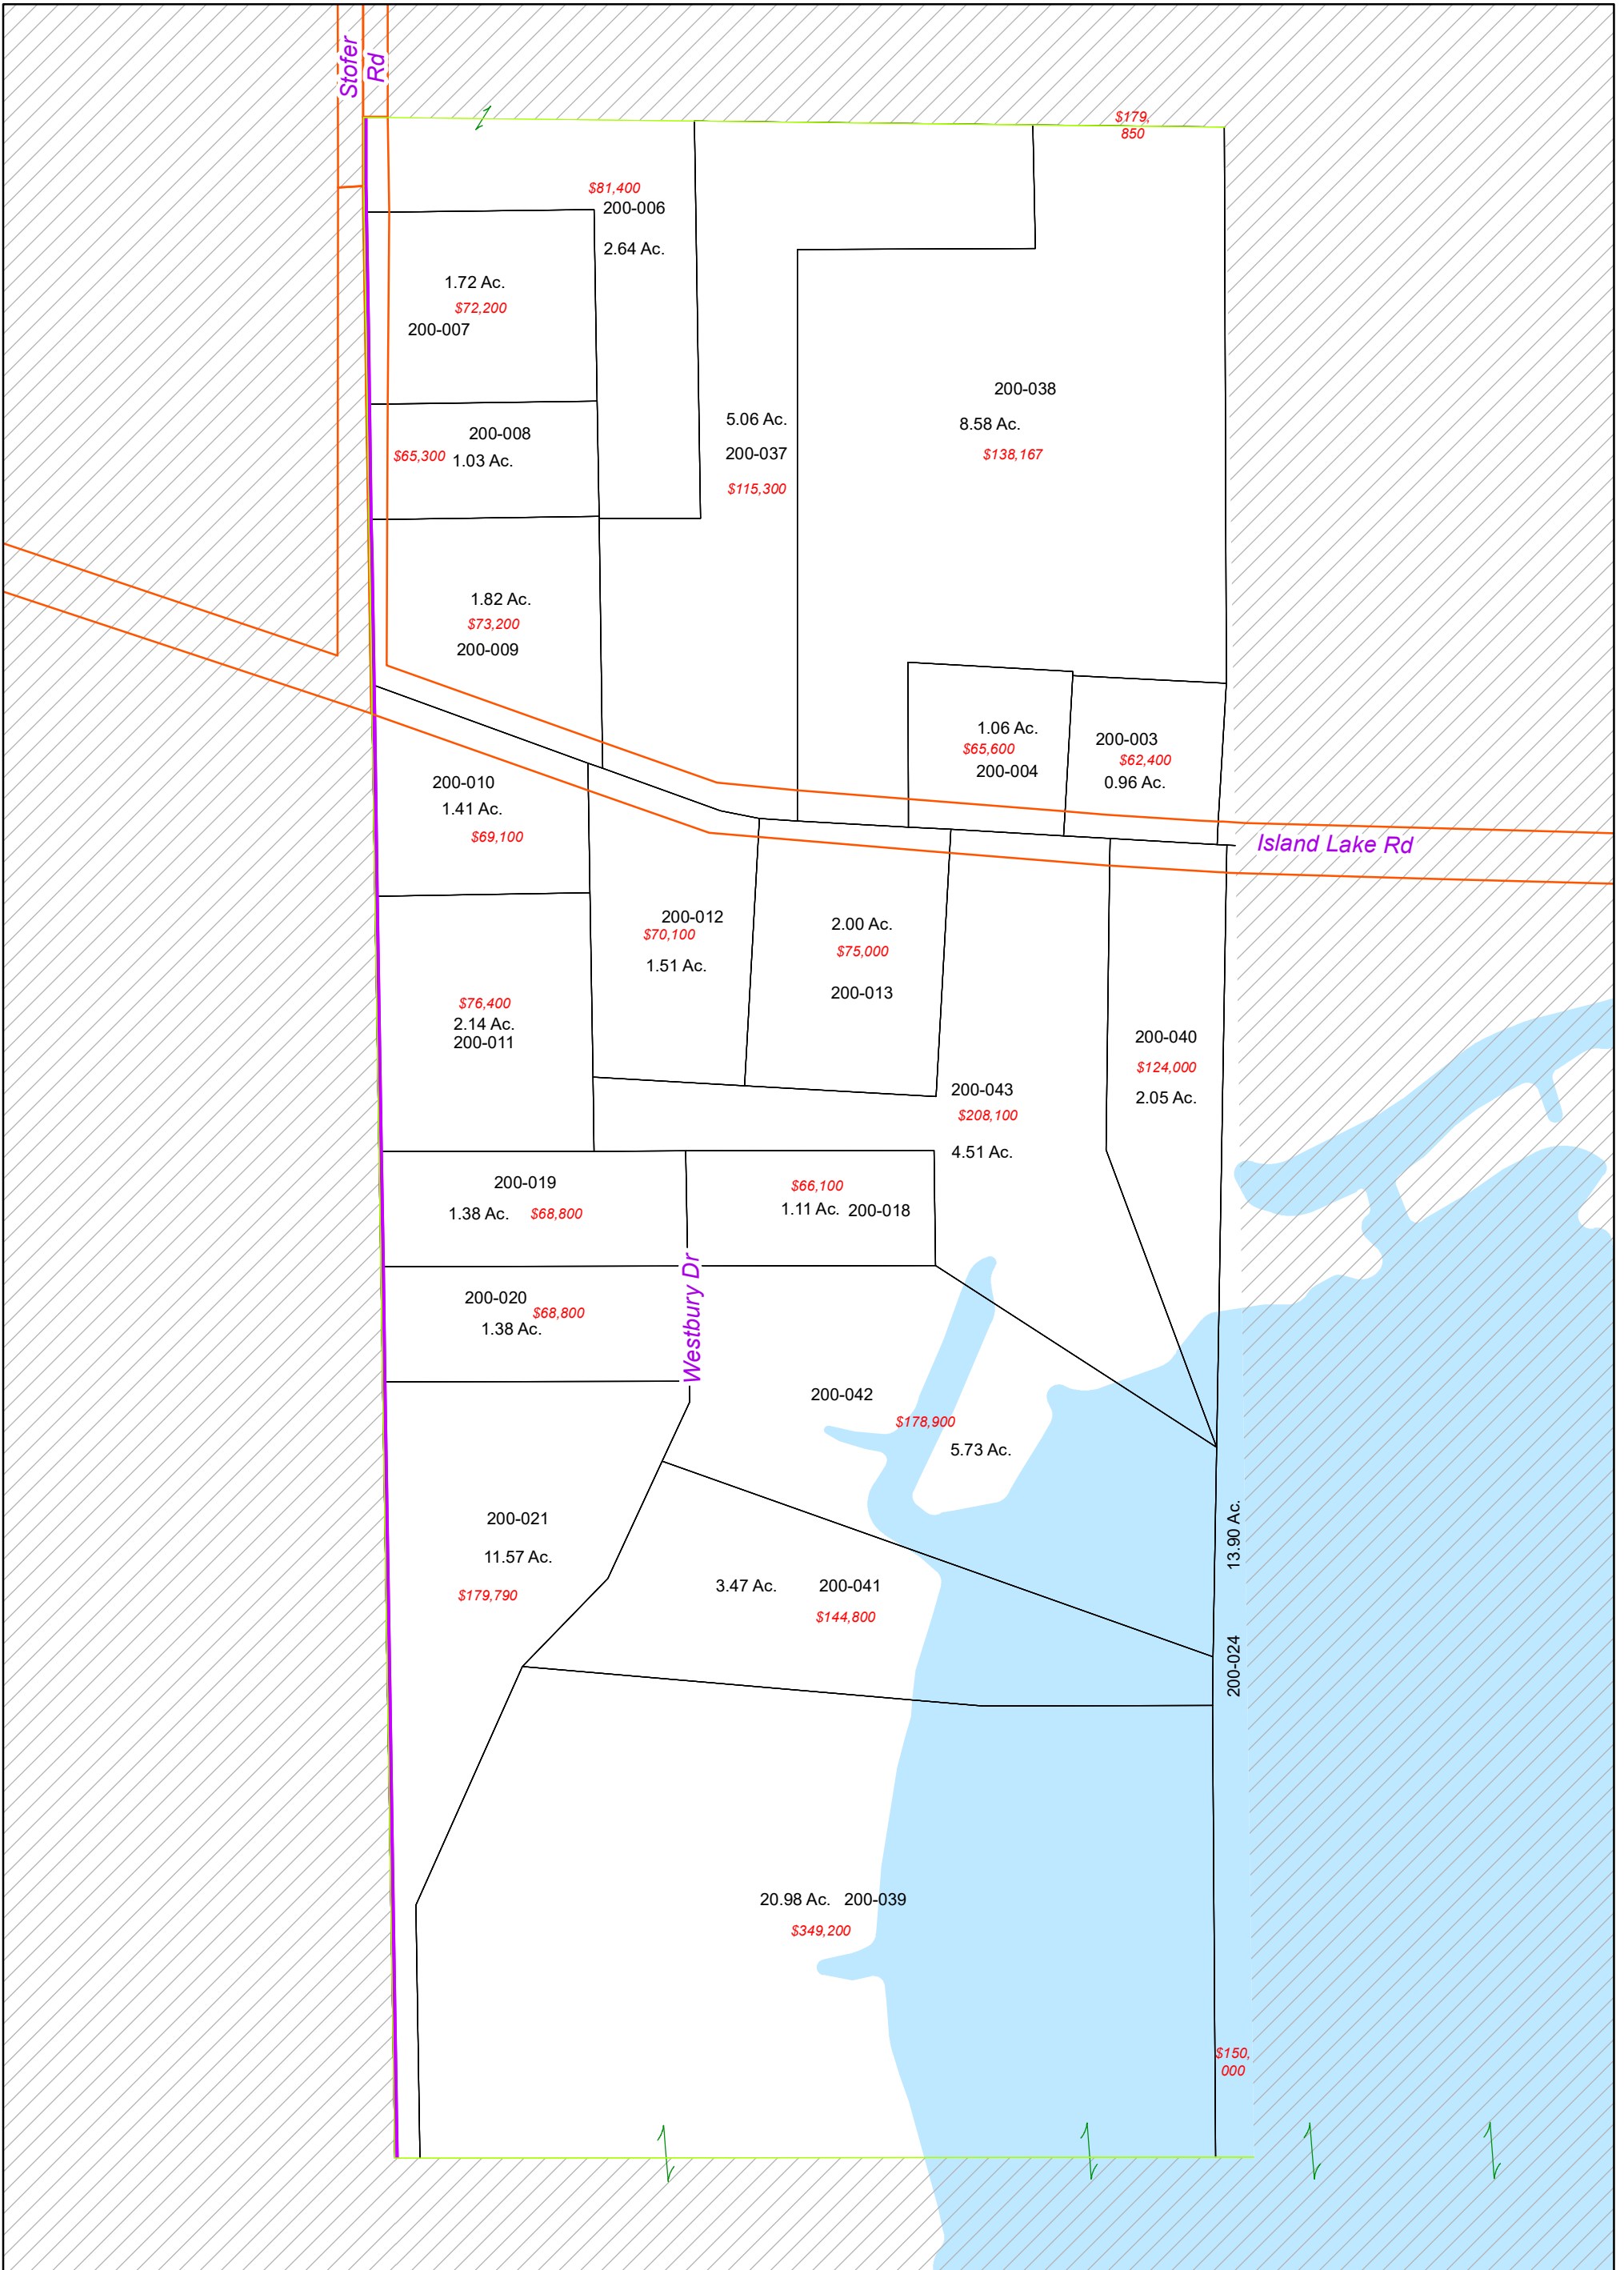 Stofer
Rd
$179,
850
$81,400
200-006
2.64 Ac.
1.72 Ac.
$72,200
200-007
200-008
$65,300 1.03 Ac.
5.06 Ac.
200-037
$115,300
200-038
8.58 Ac.
$138,167
1.82 Ac.
$73,200
200-009
1.06 Ac.
$65,600
200-004
200-003
$62,400
0.96 Ac.
200-010
1.41 Ac.
$69,100
Island Lake Rd
200-012
$70,100
1.51 Ac.
2.00 Ac.
$75,000
200-013
$76,400
2.14 Ac.
200-011
200-040
$124,000
2.05 Ac.
200-043
$208,100
4.51 Ac.
200-019
1.38 Ac. $68,800
$66,100
1.11 Ac. 200-018
200-020
$68,800
1.38 Ac.
Westbury Dr
200-042
$178,900
5.73 Ac.
200-021
11.57 Ac.
$179,790
3.47 Ac. 200-041
$144,800
13.90 Ac.
200-024
20.98 Ac. 200-039
$349,200
$150,
000